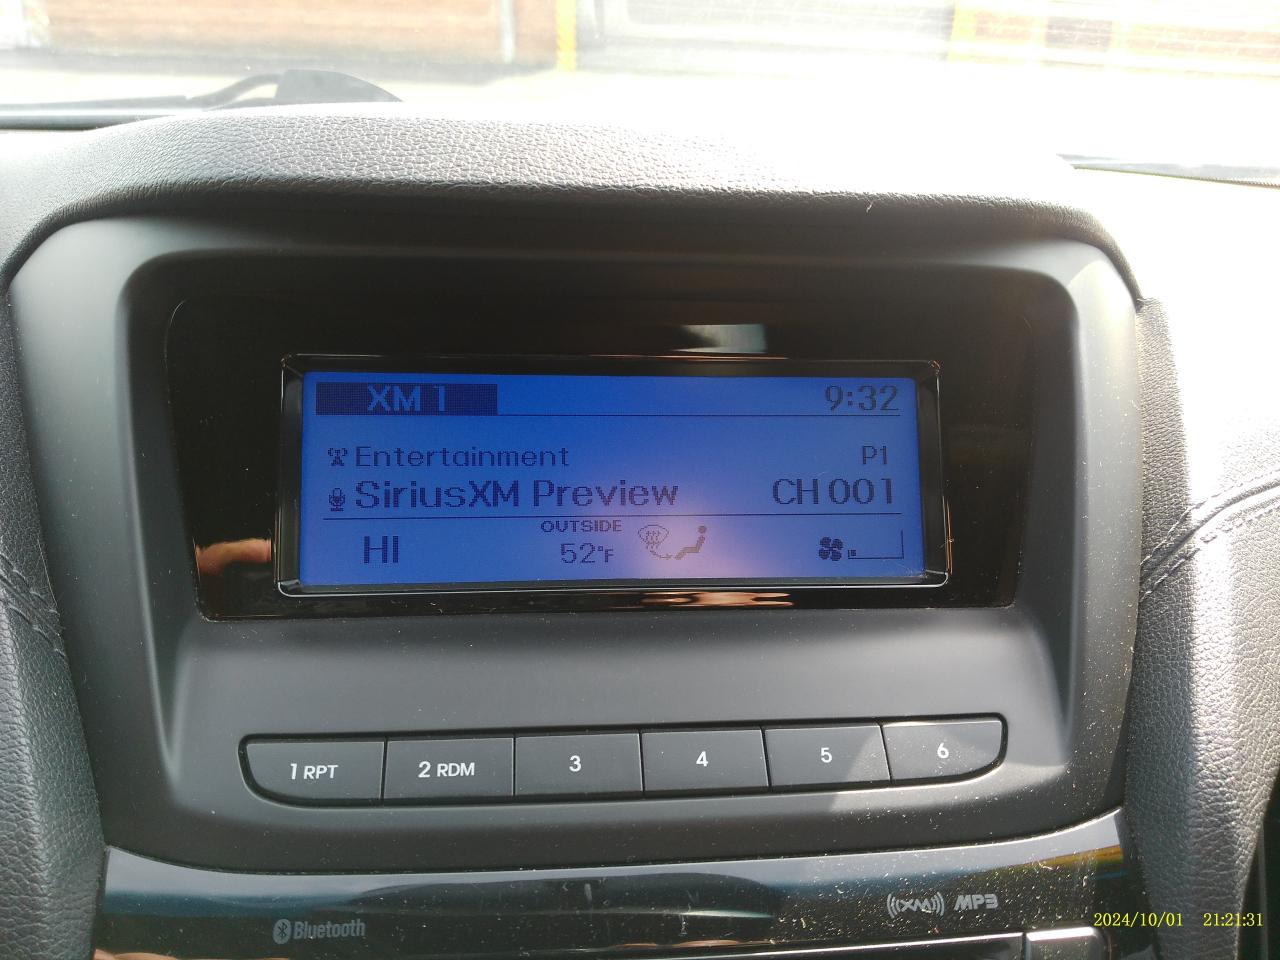 XM 1 9:32
Entertainment P1
SiriusXM Preview CH 001
OUTSIDE
HI 52°F
1 RPT 2 RDM 3 4 5 6
XM MP3
Bluetooth
2024/10/01 21:21:31